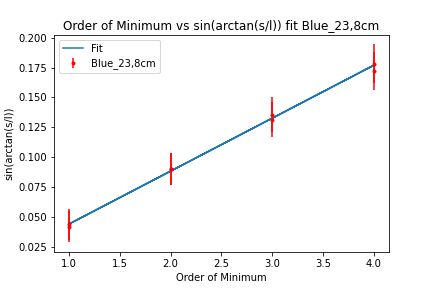 Order of Minimum vs sin(arctan(s/l)) fit Blue_23,8cm
Fit
Blue_23,8cm
sin(arctan(s/l))
0.200
0.175
0.150
0.125
0.100
0.075
0.050
0.025
1.0 1.5 2.0 2.5 3.0 3.5 4.0
Order of Minimum